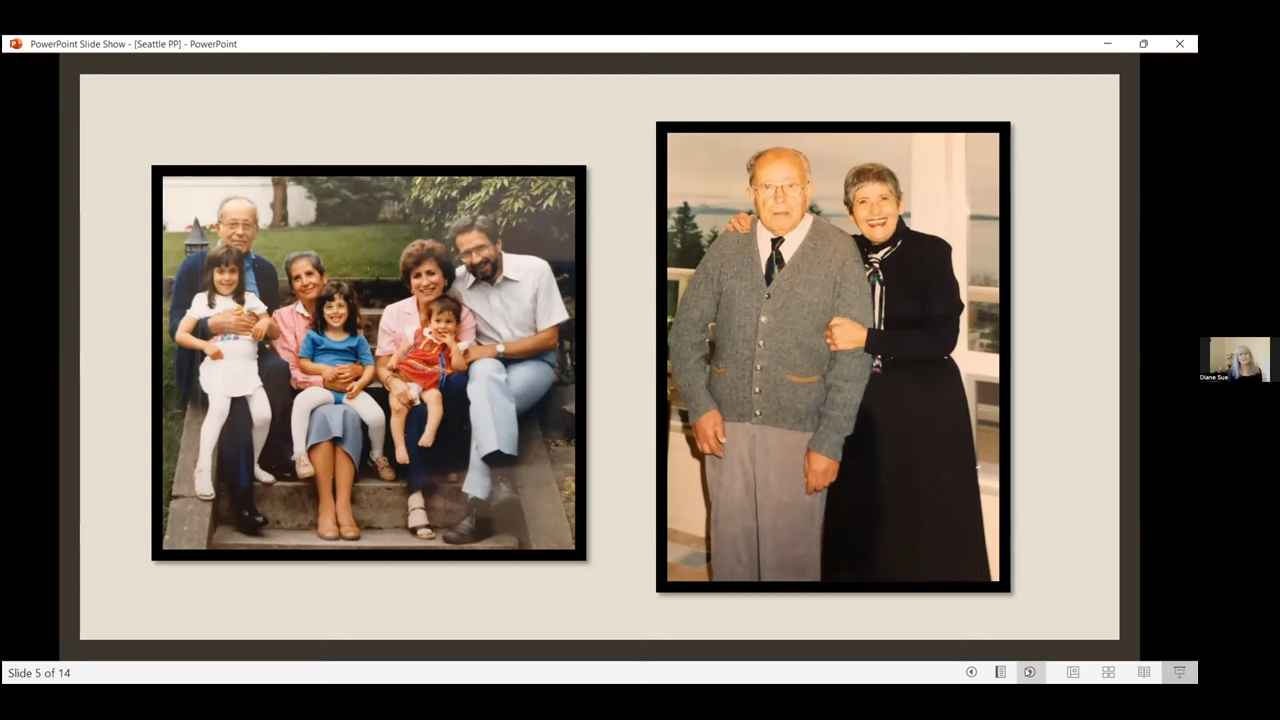 PowerPoint Slide Show - [Seattle PP] - PowerPoint
Diane Sue
Slide 5 of 14